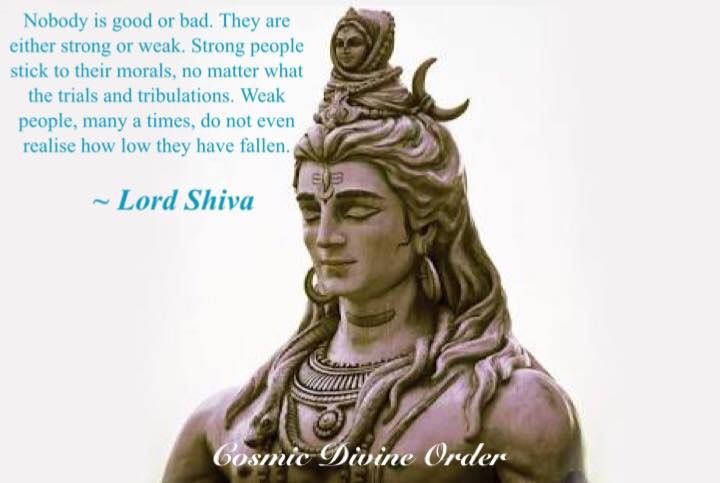 Nobody is good or bad. They are
either strong or weak. Strong people
stick to their morals, no matter what
the trials and tribulations. Weak
people, many a times, do not even
realise how low they have fallen.
~ Lord Shiva
Cosmic Divine Order